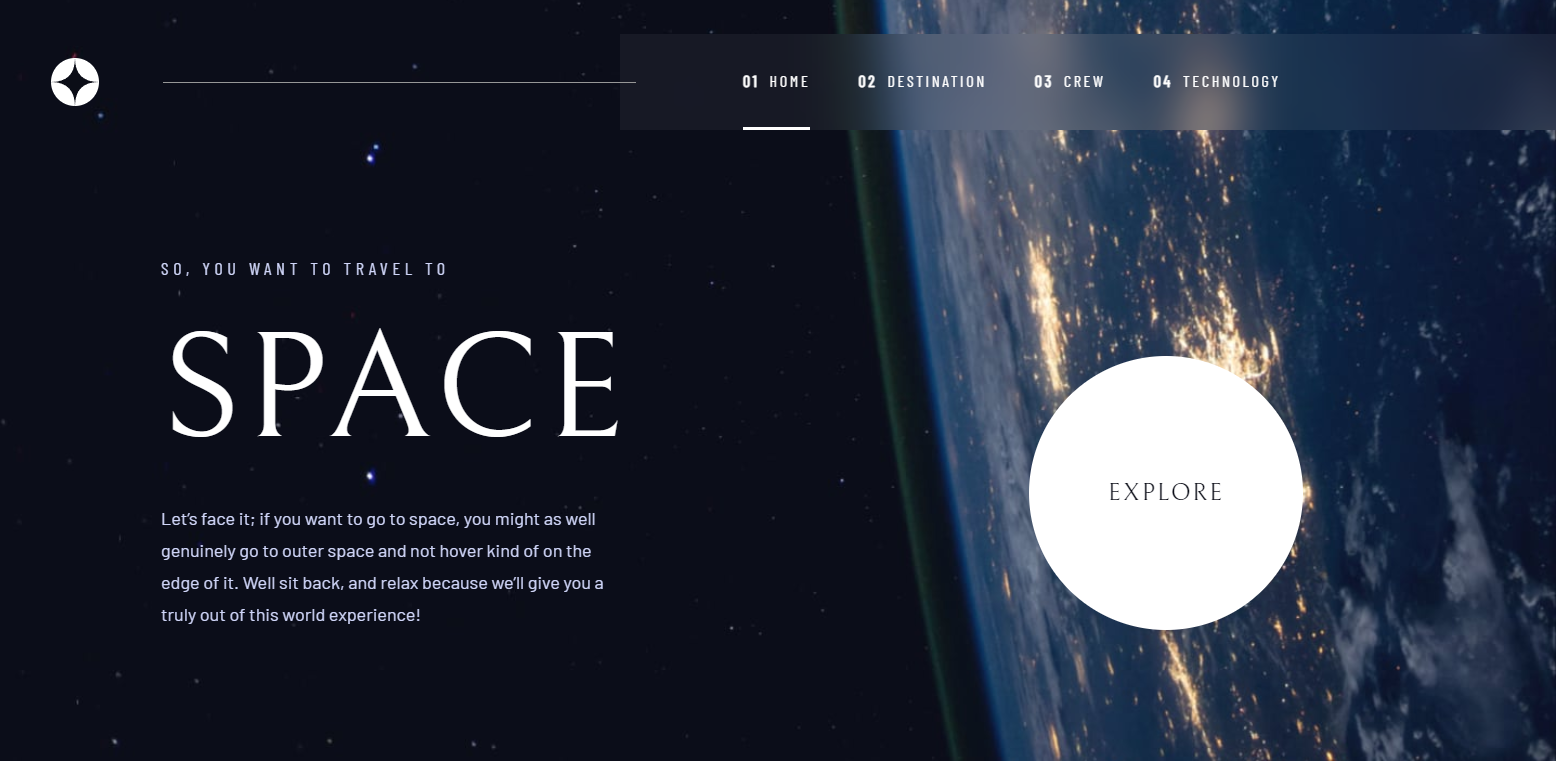 01 HOME 02 DESTINATION 03 CREW 04 TECHNOLOGY
SO, YOU WANT TO TRAVEL TO
SPACE
Let’s face it; if you want to go to space, you might as well
genuinely go to outer space and not hover kind of on the
edge of it. Well sit back, and relax because we’ll give you a
truly out of this world experience!
EXPLORE